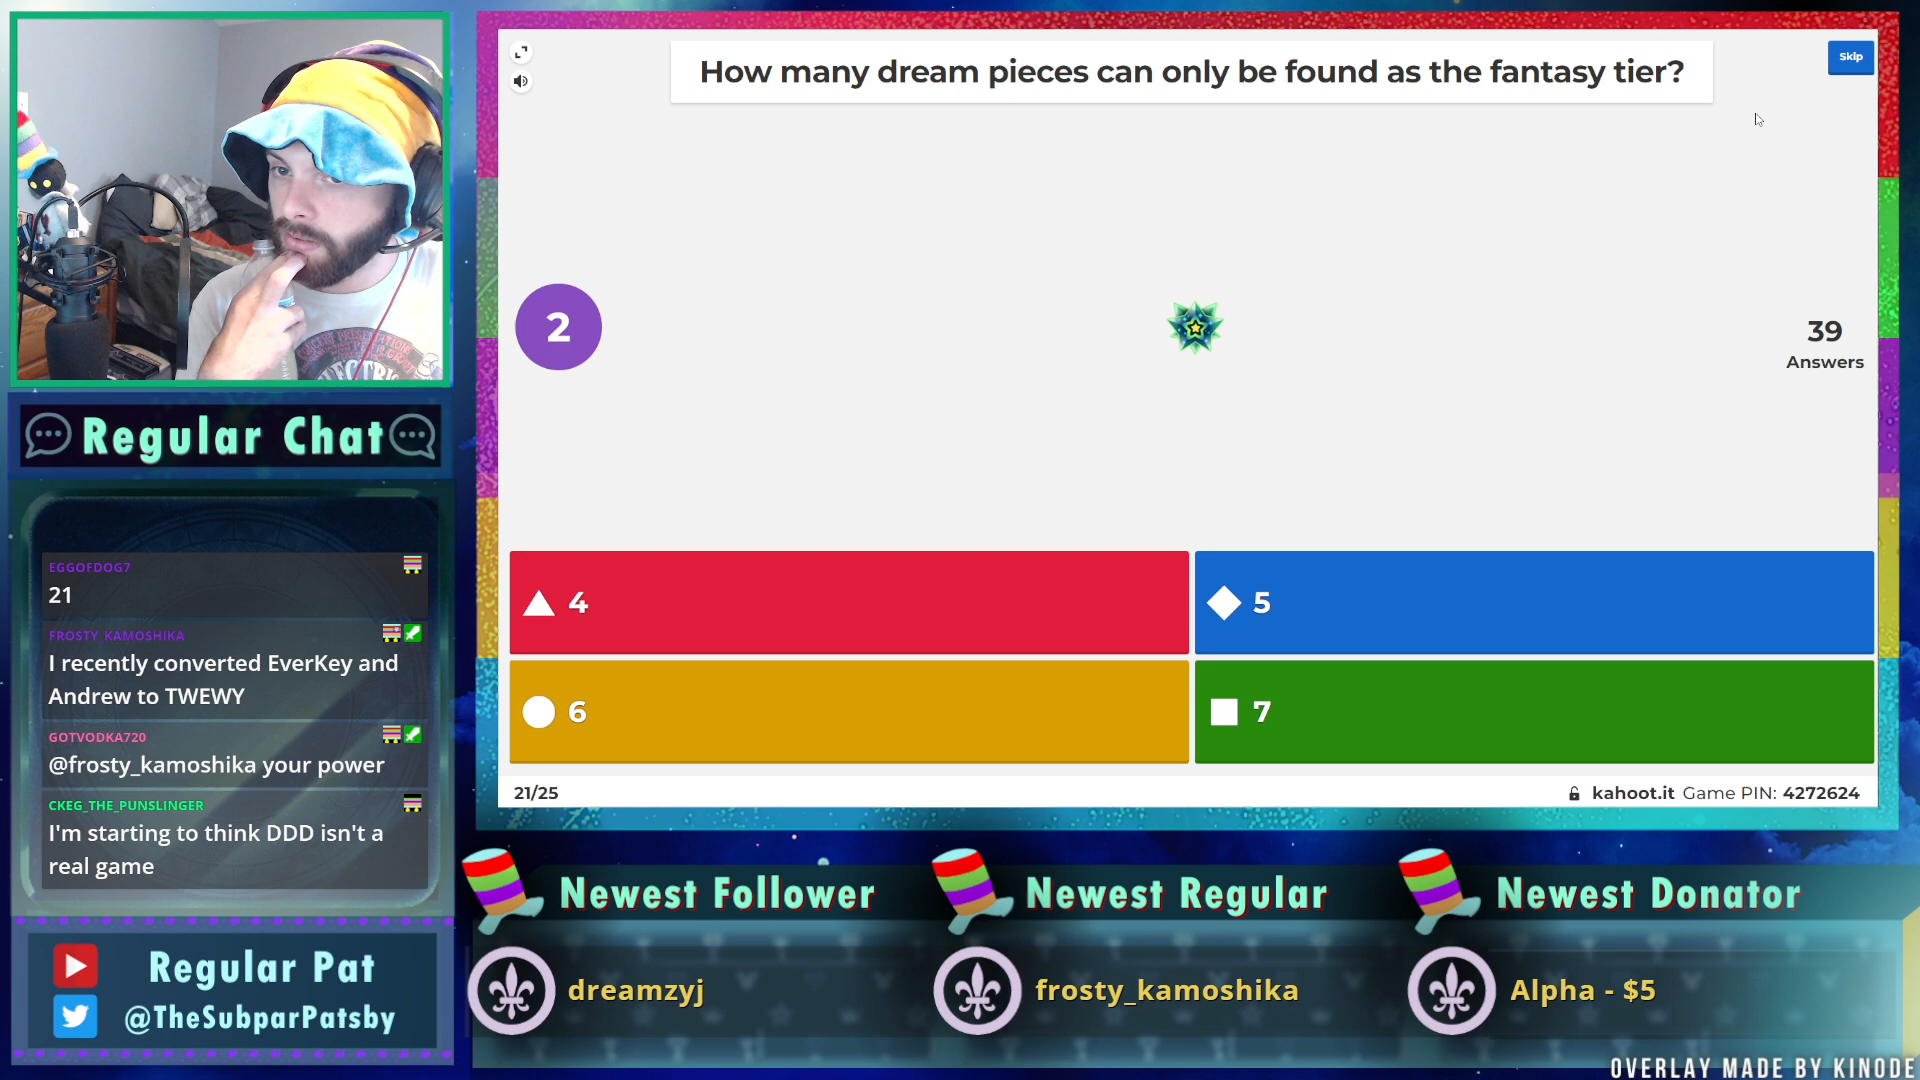 How many dream pieces can only be found as the fantasy tier?
Skip
2
39
Answers
4
5
6
7
21/25
kahoot.it Game PIN: 4272624
Regular Chat
EGGOFDOG7
21
FROSTY_KAMOSHIKA
I recently converted EverKey and
Andrew to TWEWY
GOTVODKA720
@frosty_kamoshika your power
CKEG_THE_PUNSLINGER
I'm starting to think DDD isn't a
real game
Regular Pat
@TheSubparPatsby
Newest Follower
dreamzyj
Newest Regular
frosty_kamoshika
Newest Donator
Alpha - $5
OVERLAY MADE BY KINODE